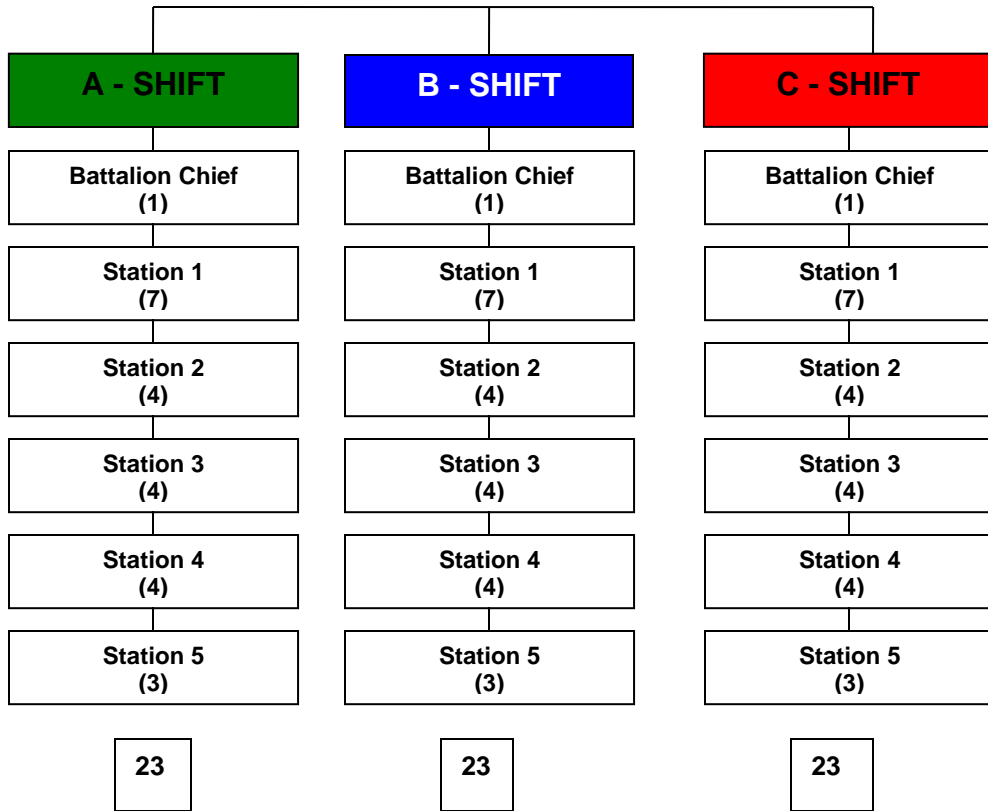 A - SHIFT
Battalion Chief
(1)
Station 1
(7)
Station 2
(4)
Station 3
(4)
Station 4
(4)
Station 5
(3)
23
B - SHIFT
Battalion Chief
(1)
Station 1
(7)
Station 2
(4)
Station 3
(4)
Station 4
(4)
Station 5
(3)
23
C - SHIFT
Battalion Chief
(1)
Station 1
(7)
Station 2
(4)
Station 3
(4)
Station 4
(4)
Station 5
(3)
23